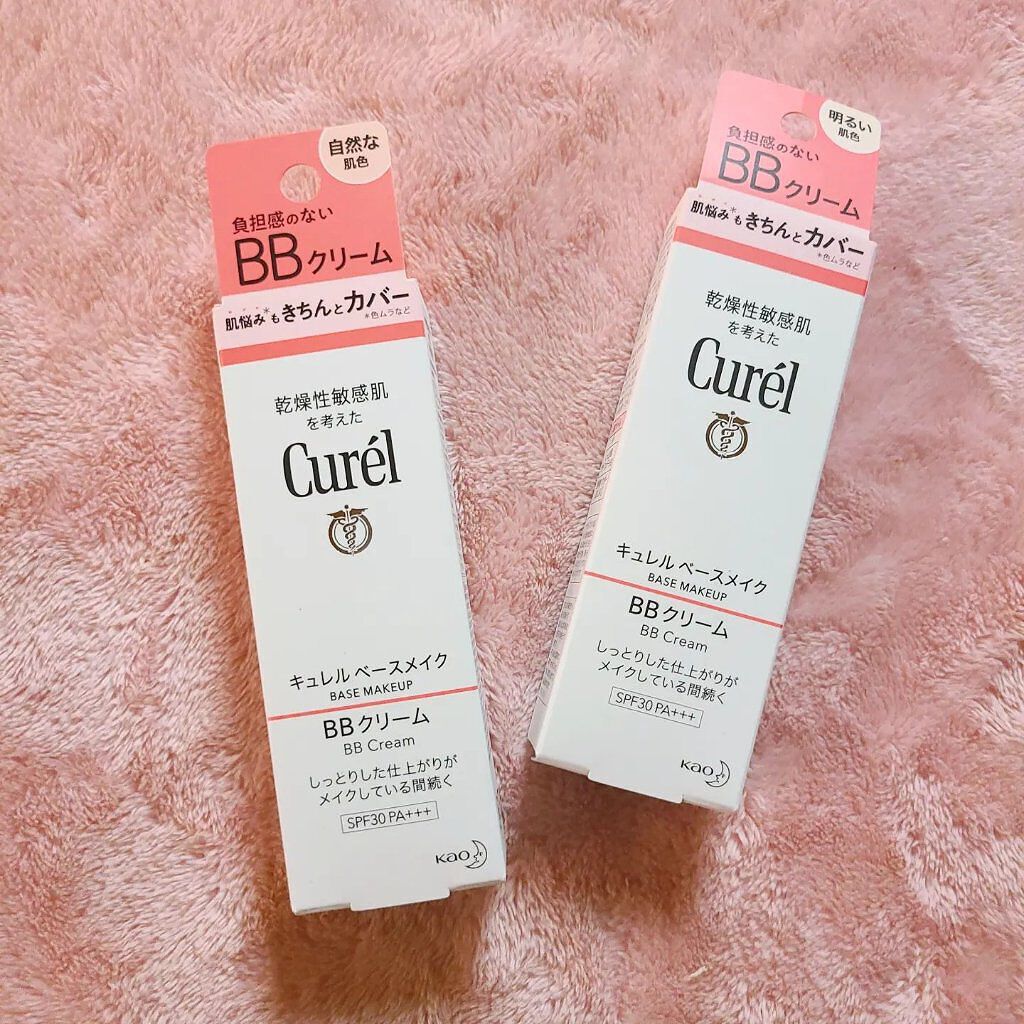 自然な
肌色
負担感のない
BBクリーム
肌悩み*もきちんとカバー
*色ムラなど
乾燥性敏感肌
を考えた
Curél
キュレル ベースメイク
BASE MAKEUP
BBクリーム
BB Cream
しっとりした仕上がりが
メイクしている間続く
SPF30 PA+++
Kao
明るい
肌色
負担感のない
BBクリーム
肌悩み*もきちんとカバー
*色ムラなど
乾燥性敏感肌
を考えた
Curél
キュレル ベースメイク
BASE MAKEUP
BBクリーム
BB Cream
しっとりした仕上がりが
メイクしている間続く
SPF30 PA+++
Kao